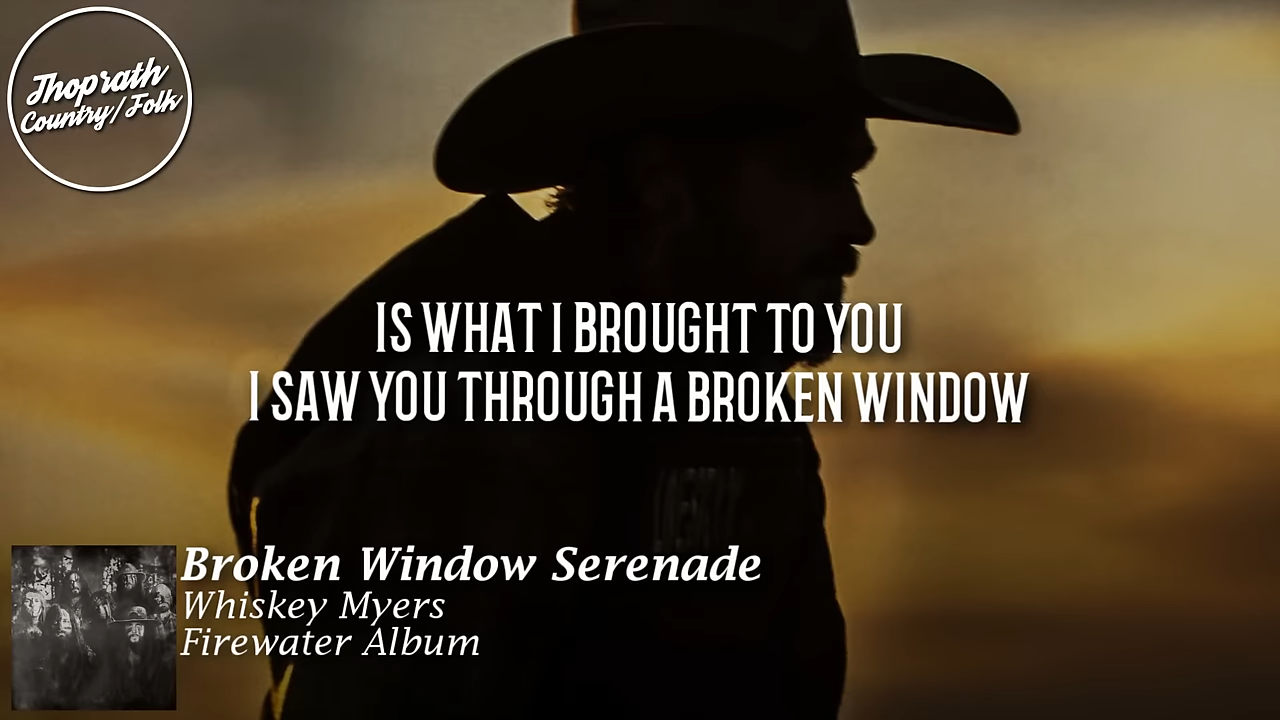 Jhoprath
Country/Folk
IS WHAT I BROUGHT TO YOU
I SAW YOU THROUGH A BROKEN WINDOW
Broken Window Serenade
Whiskey Myers
Firewater Album